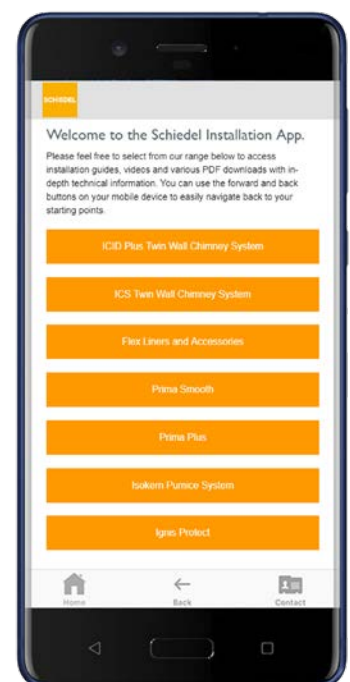 SCHIEDEL
Welcome to the Schiedel Installation App.
Please feel free to select from our range below to access
installation guides, videos and various PDF downloads with in-
depth technical information. You can use the forward and back
buttons on your mobile device to easily navigate back to your
starting points.
ICID Plus Twin Wall Chimney System
ICS Twin Wall Chimney System
Flex Liners and Accessories
Prima Smooth
Prima Plus
Isokern Pumice System
Ignis Protect
Home
Back
Contact